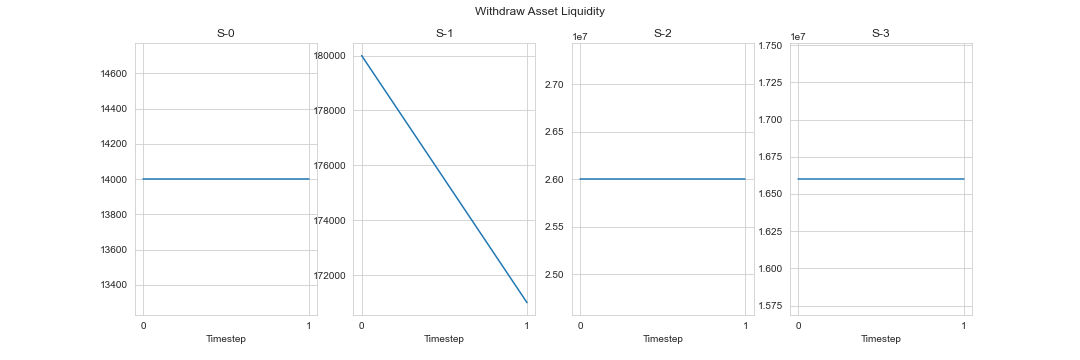 Withdraw Asset Liquidity
S-0
14600
14400
14200
14000
13800
13600
13400
0 1
Timestep
S-1
180000
178000
176000
174000
172000
0 1
Timestep
S-2
1e7
2.70
2.65
2.60
2.55
2.50
0 1
Timestep
S-3
1e7
1.750
1.725
1.700
1.675
1.650
1.625
1.600
1.575
0 1
Timestep